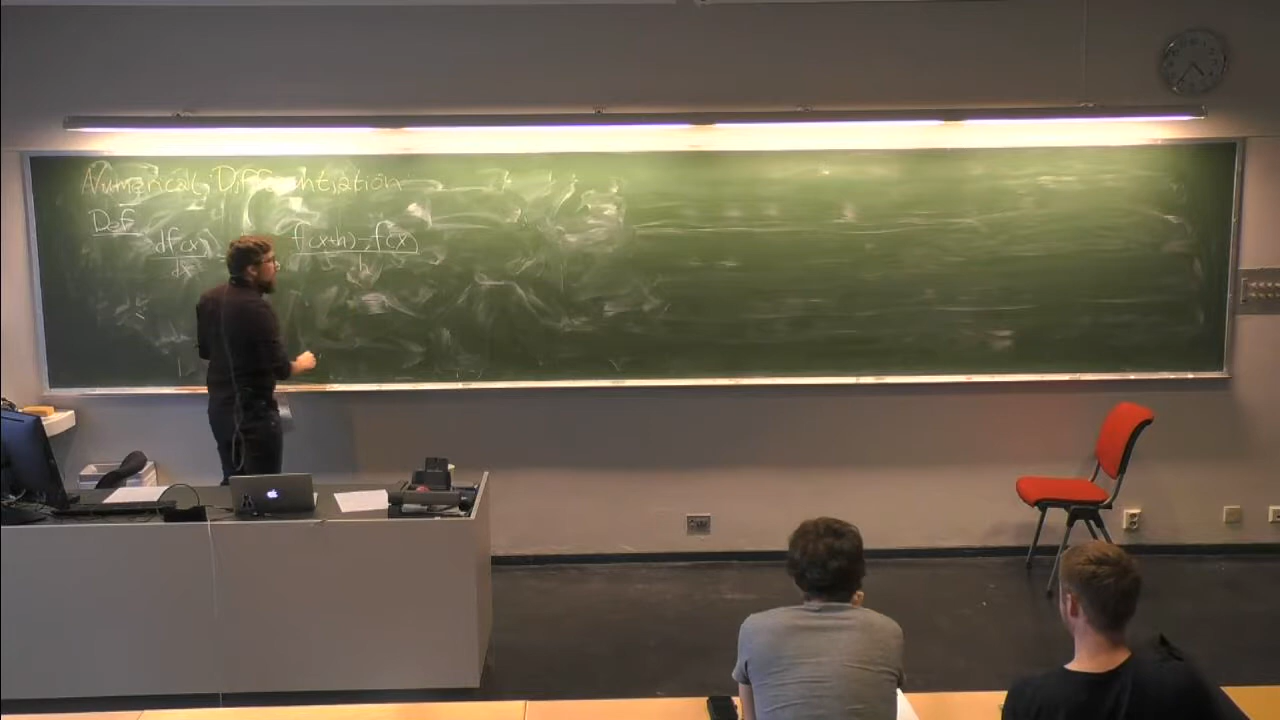 Numerical Differentiation
Def
df(x) f(x+h)-f(x)
dx h